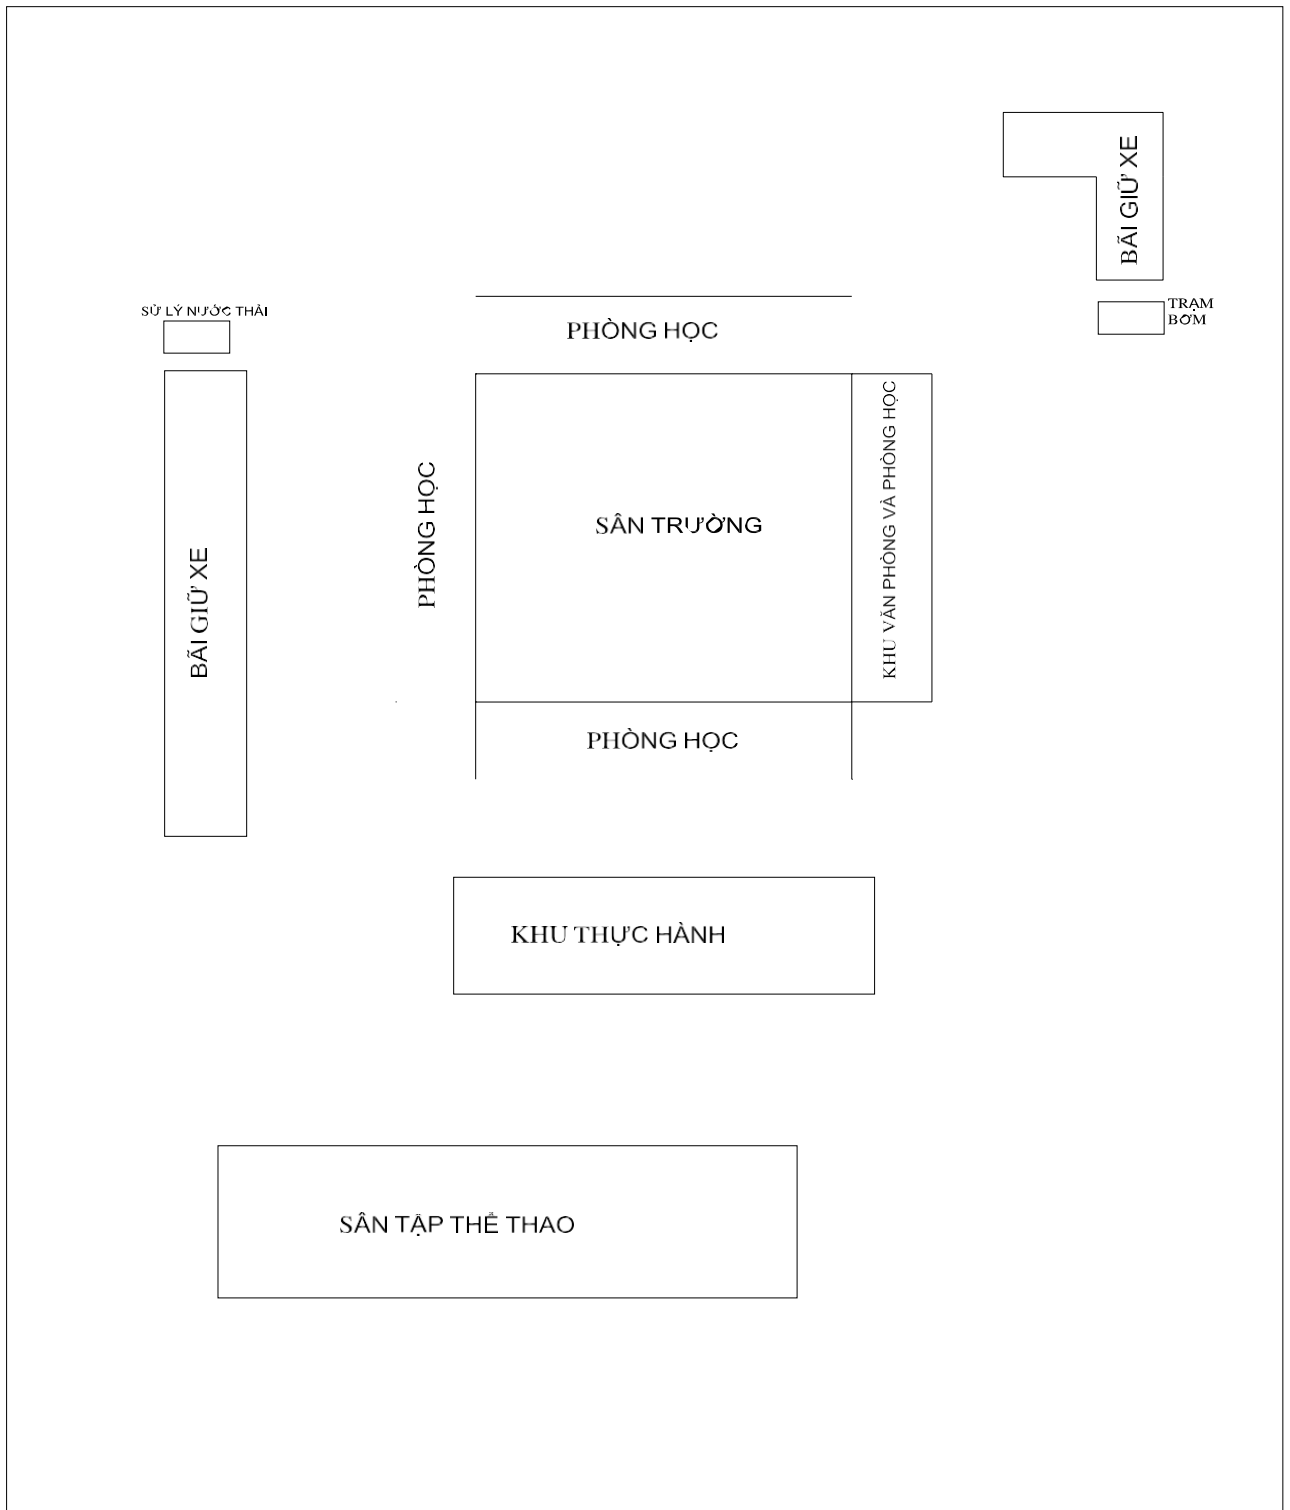 BÃI GIỮ XE
SỬ LÝ NƯỚC THẢI
TRẠM
BƠM
PHÒNG HỌC
PHÒNG HỌC
SÂN TRƯỜNG
KHU VĂN PHÒNG VÀ PHÒNG HỌC
BÃI GIỮ XE
PHÒNG HỌC
KHU THỰC HÀNH
SÂN TẬP THỂ THAO